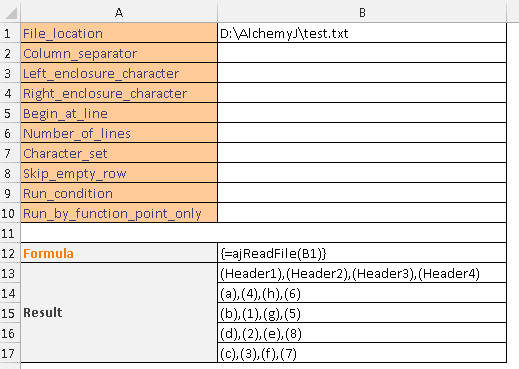 A B
1 File_location D:\AlchemyJ\test.txt
2 Column_separator
3 Left_enclosure_character
4 Right_enclosure_character
5 Begin_at_line
6 Number_of_lines
7 Character_set
8 Skip_empty_row
9 Run_condition
10 Run_by_function_point_only
11
12 Formula {=ajReadFile(B1)}
13 (Header1),(Header2),(Header3),(Header4)
14 (a),(4),(h),(6)
15 Result (b),(1),(g),(5)
16 (d),(2),(e),(8)
17 (c),(3),(f),(7)